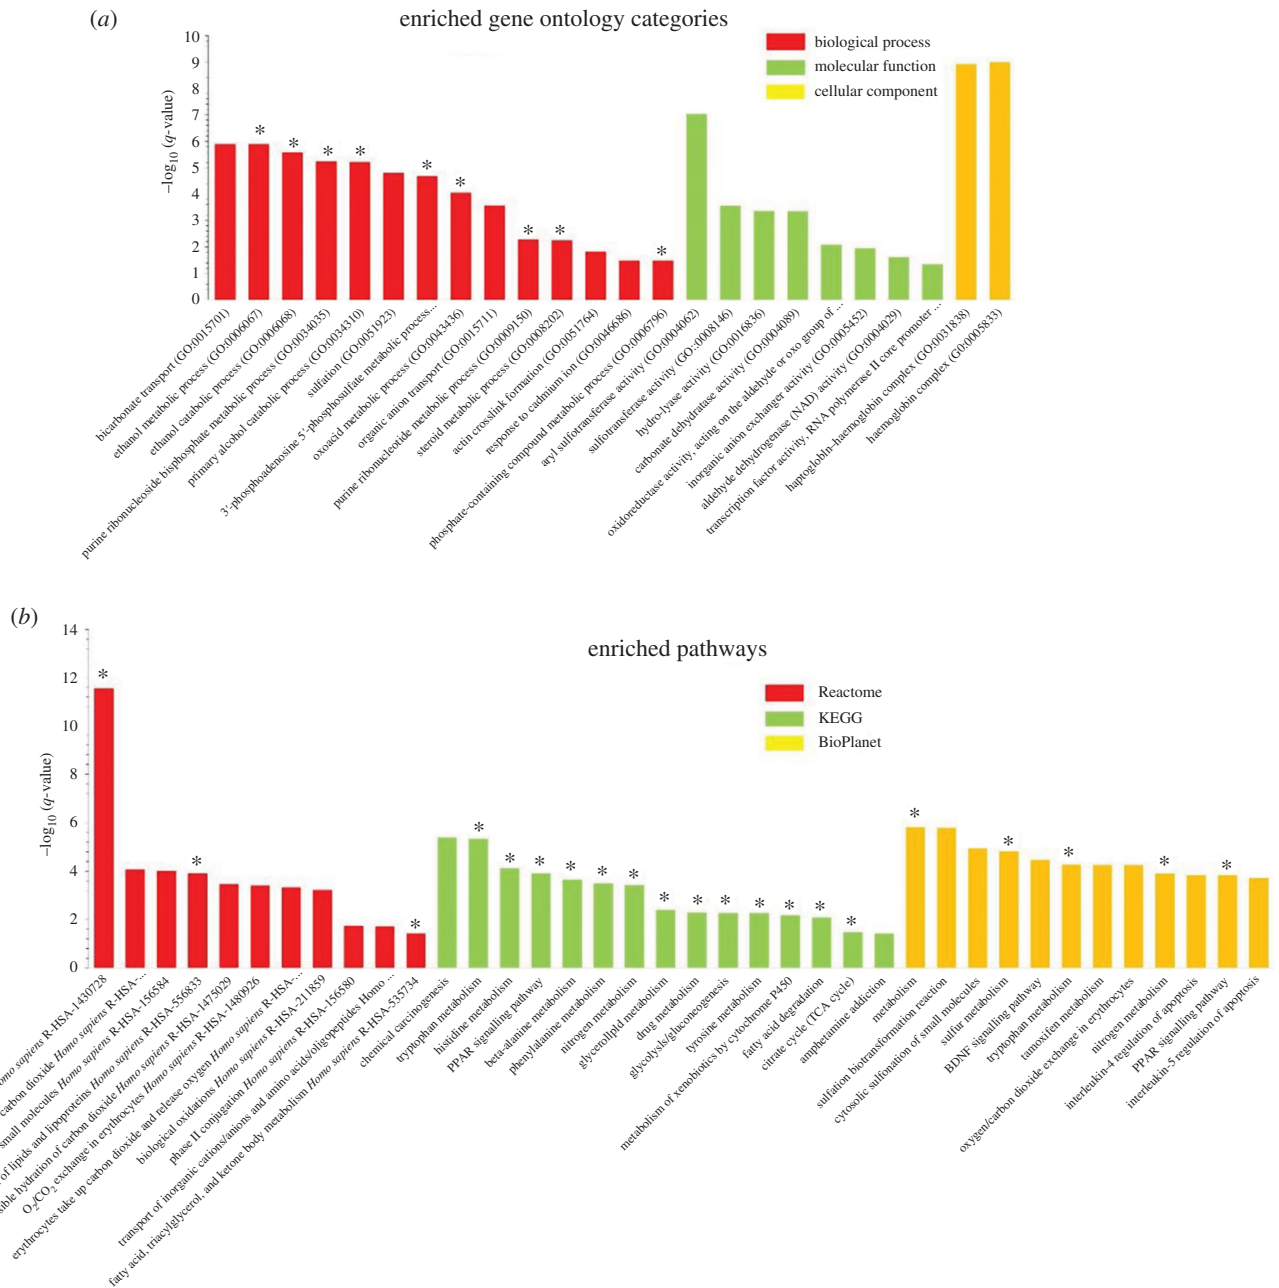 (a)
enriched gene ontology categories
biological process
molecular function
cellular component
–log10 (q-value)
10
9
8
7
6
5
4
3
2
1
0
* * * * * * * * *
bicarbonate transport (GO:0015701)
ethanol metabolic process (GO:0006067)
ethanol catabolic process (GO:0006068)
purine ribonucleoside bisphosphate metabolic process (GO:0034035)
primary alcohol catabolic process (GO:0034310)
sulfation (GO:0051923)
3′-phosphoadenosine 5′-phosphosulfate metabolic process...
oxoacid metabolic process (GO:0043436)
organic anion transport (GO:0015711)
purine ribonucleotide metabolic process (GO:0009150)
steroid metabolic process (GO:0008202)
actin crosslink formation (GO:0051764)
response to cadmium ion (GO:0046686)
phosphate-containing compound metabolic process (GO:0006796)
aryl sulfotransferase activity (GO:0004062)
sulfotransferase activity (GO::0008146)
hydro-lyase activity (GO:0016836)
carbonate dehydratase activity (GO:0004089)
oxidoreductase activity, acting on the aldehyde or oxo group of ...
inorganic anion exchanger activity (GO:0005452)
aldehyde dehydrogenase (NAD) activity (GO:0004029)
transcription factor activity, RNA polymerase II core promoter ...
haptoglobln–haemoglobin complex (GO:0031838)
haemoglobin complex (G0:0005833)
(b)
enriched pathways
Reactome
KEGG
BioPlanet
–log10 (q-value)
14
12
10
8
6
4
2
0
* * * * * * * * * * * * * * * * * * * * *
omo sapiens R-HSA-1430728
carbon dioxide Homo sapiens R-HSA-...
small molecules Homo sapiens R-HSA-156584
of lipids and lipoproteins Homo sapiens R-HSA-556833
sible hydration of carbon dioxide Homo sapiens R-HSA-1475029
O2/CO2 exchange in erythrocytes Homo sapiens R-HSA-1480926
erythrocytes take up carbon dioxide and release oxygen Homo sapiens R-HSA-...
biological oxidations Homo sapiens R-HSA-211859
phase II conjugation Homo sapiens R-HSA-156580
transport of inorganic cations/anions and amino acids/oligopeptides Homo ...
fatty acid, triacylglycerol, and ketone body metabolism Homo sapiens R-HSA-535734
chemical carcinogenesis
tryptophan metabolism
histidine metabolism
PPAR signalling pathway
beta-alanine metabolism
phenylalanine metabolism
nitrogen metabolism
glycerolipid metabolism
drug metabolism
glycolysls/gluconeogenesis
tyrosine metabolism
metabolism of xenobiotics by cytochrome P450
fatty acid degradation
citrate cycle (TCA cycle)
amphetamine addiction
metabolism
sulfation biotransformation reaction
cytosolic sulfonation of small molecules
sulfur metabolism
BDNF signalling pathway
tryptophan metabolism
tamoxifen metabolism
oxygen/carbon dioxide exchange in erythrocytes
nitrogen metabolism
interleukin-4 regulation of apoptosis
PPAR signalling pathway
interleukin-5 regulation of apoptosis